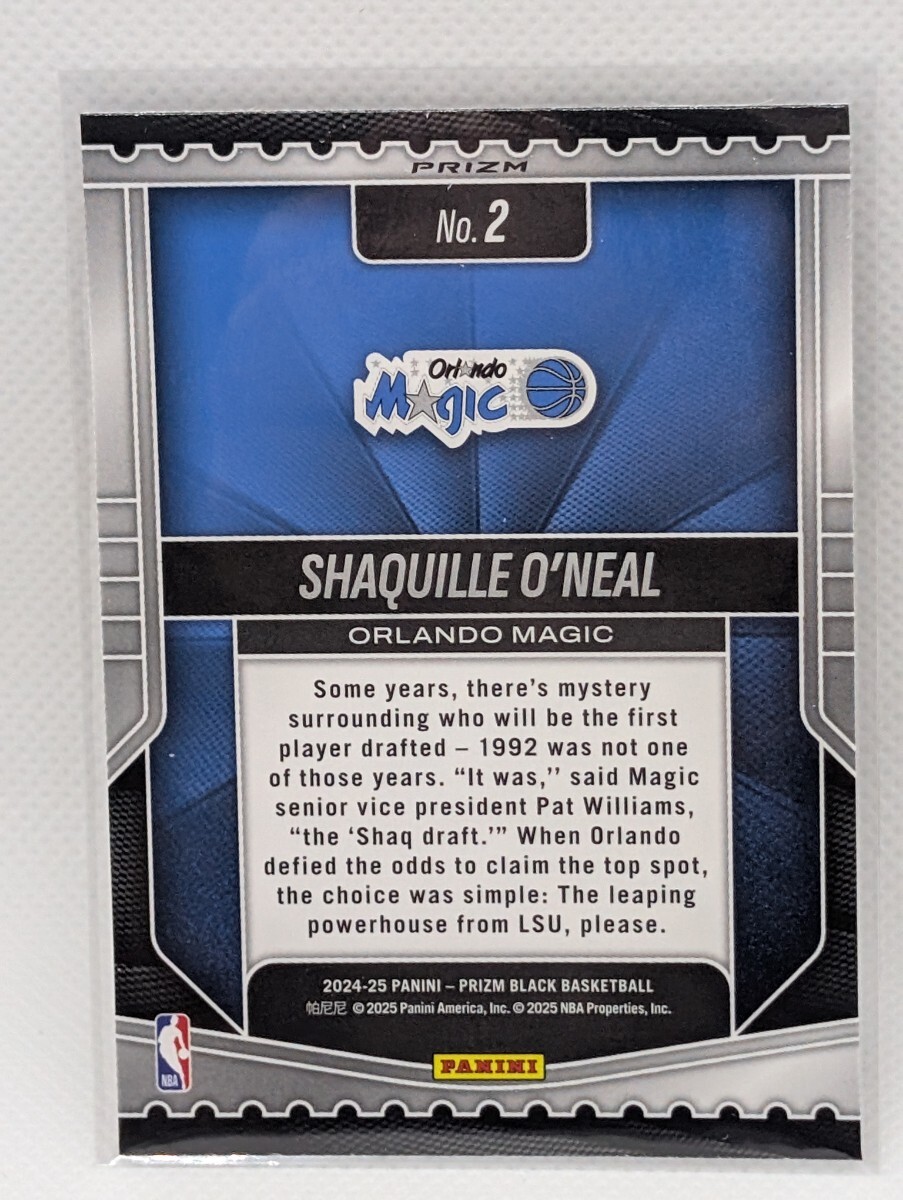 PRIZM
No. 2
Orlando
Magic
SHAQUILLE O'NEAL
ORLANDO MAGIC
Some years, there's mystery
surrounding who will be the first
player drafted – 1992 was not one
of those years. “It was,’’ said Magic
senior vice president Pat Williams,
“the ‘Shaq draft.’” When Orlando
defied the odds to claim the top spot,
the choice was simple: The leaping
powerhouse from LSU, please.
2024-25 PANINI – PRIZM BLACK BASKETBALL
帕尼尼 © 2025 Panini America, Inc. © 2025 NBA Properties, Inc.
NBA
PANINI